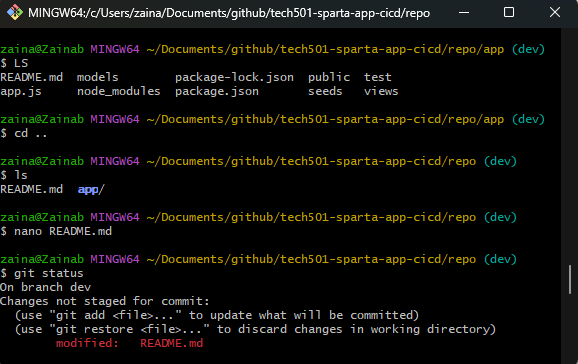 MINGW64:/c/Users/zaina/Documents/github/tech501-sparta-app-cicd/repo
zaina@Zainab MINGW64 ~/Documents/github/tech501-sparta-app-cicd/repo/app (dev)
$ LS
README.md  models        package-lock.json  public  test
app.js     node_modules  package.json       seeds   views
zaina@Zainab MINGW64 ~/Documents/github/tech501-sparta-app-cicd/repo/app (dev)
$ cd ..
zaina@Zainab MINGW64 ~/Documents/github/tech501-sparta-app-cicd/repo (dev)
$ ls
README.md  app/
zaina@Zainab MINGW64 ~/Documents/github/tech501-sparta-app-cicd/repo (dev)
$ nano README.md
zaina@Zainab MINGW64 ~/Documents/github/tech501-sparta-app-cicd/repo (dev)
$ git status
On branch dev
Changes not staged for commit:
  (use "git add <file>..." to update what will be committed)
  (use "git restore <file>..." to discard changes in working directory)
        modified:   README.md